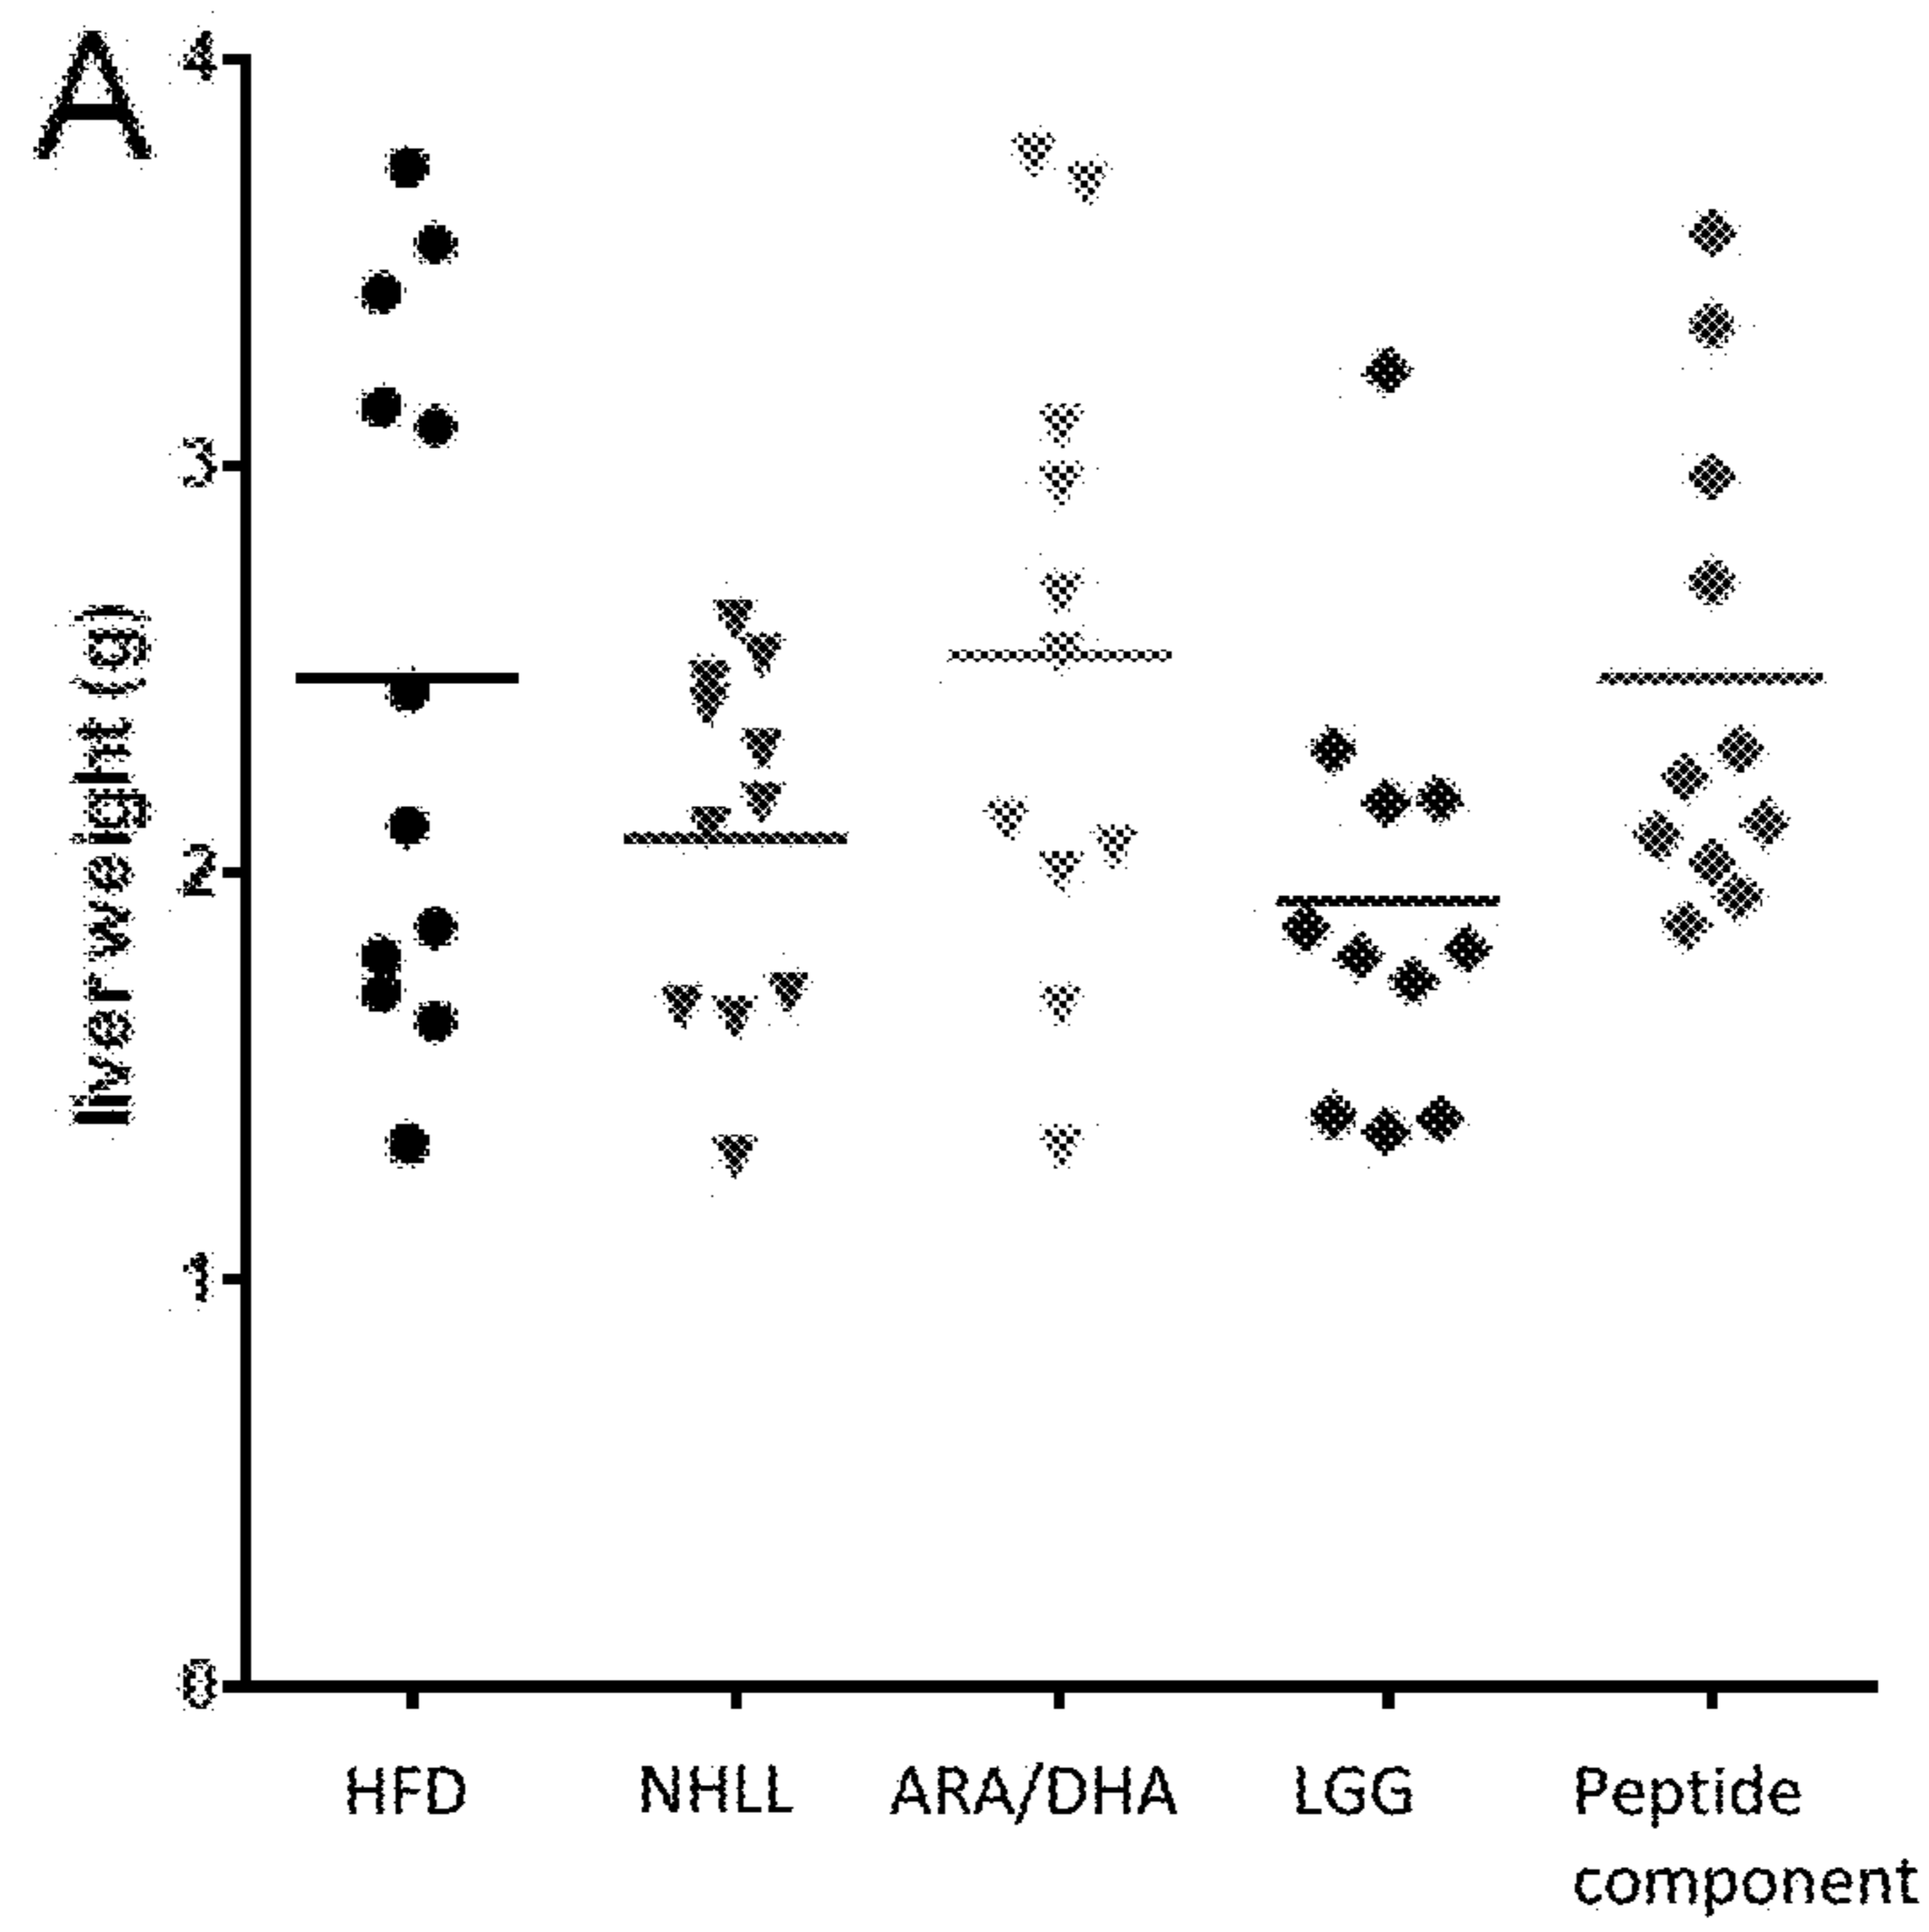 A
4
3
2
1
0
liver weight (g)
HFD
NHLL
ARA/DHA
LGG
Peptide
component